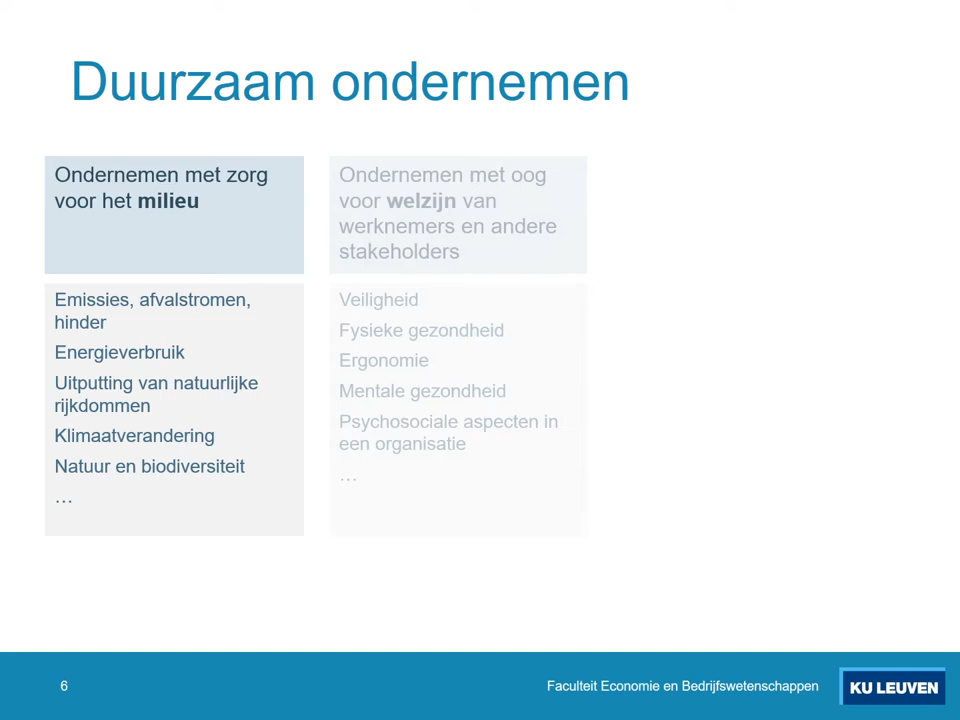 Duurzaam ondernemen
Ondernemen met zorg
voor het milieu
Emissies, afvalstromen,
hinder
Energieverbruik
Uitputting van natuurlijke
rijkdommen
Klimaatverandering
Natuur en biodiversiteit
…
Ondernemen met oog
voor welzijn van
werknemers en andere
stakeholders
Veiligheid
Fysieke gezondheid
Ergonomie
Mentale gezondheid
Psychosociale aspecten in
een organisatie
…
6
Faculteit Economie en Bedrijfswetenschappen
KU LEUVEN